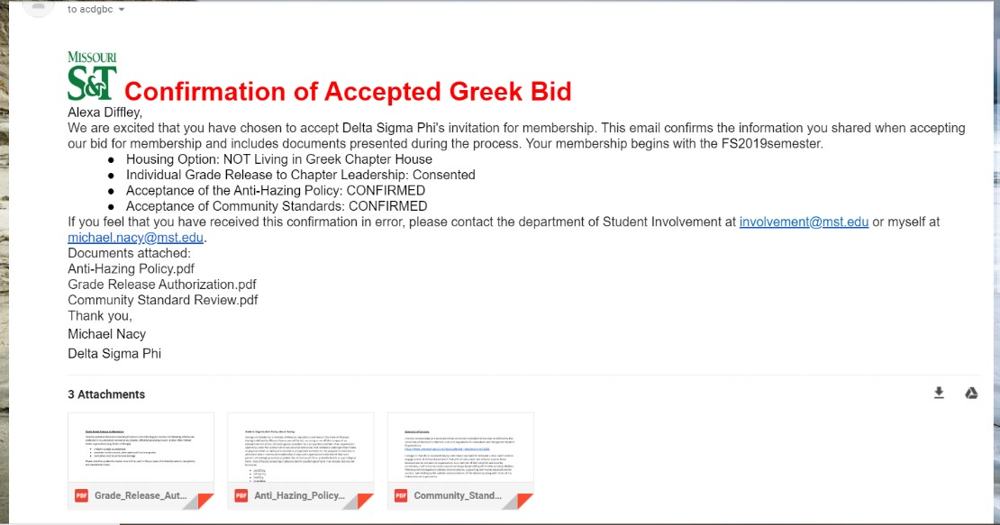 to acdgbc
MISSOURI
S&T Confirmation of Accepted Greek Bid
Alexa Diffley,
We are excited that you have chosen to accept Delta Sigma Phi's invitation for membership. This email confirms the information you shared when accepting
our bid for membership and includes documents presented during the process. Your membership begins with the FS2019semester.
● Housing Option: NOT Living in Greek Chapter House
● Individual Grade Release to Chapter Leadership: Consented
● Acceptance of the Anti-Hazing Policy: CONFIRMED
● Acceptance of Community Standards: CONFIRMED
If you feel that you have received this confirmation in error, please contact the department of Student Involvement at involvement@mst.edu or myself at
michael.nacy@mst.edu.
Documents attached:
Anti-Hazing Policy.pdf
Grade Release Authorization.pdf
Community Standard Review.pdf
Thank you,
Michael Nacy
Delta Sigma Phi
3 Attachments
PDF Grade_Release_Aut...
PDF Anti_Hazing_Policy...
PDF Community_Stand...